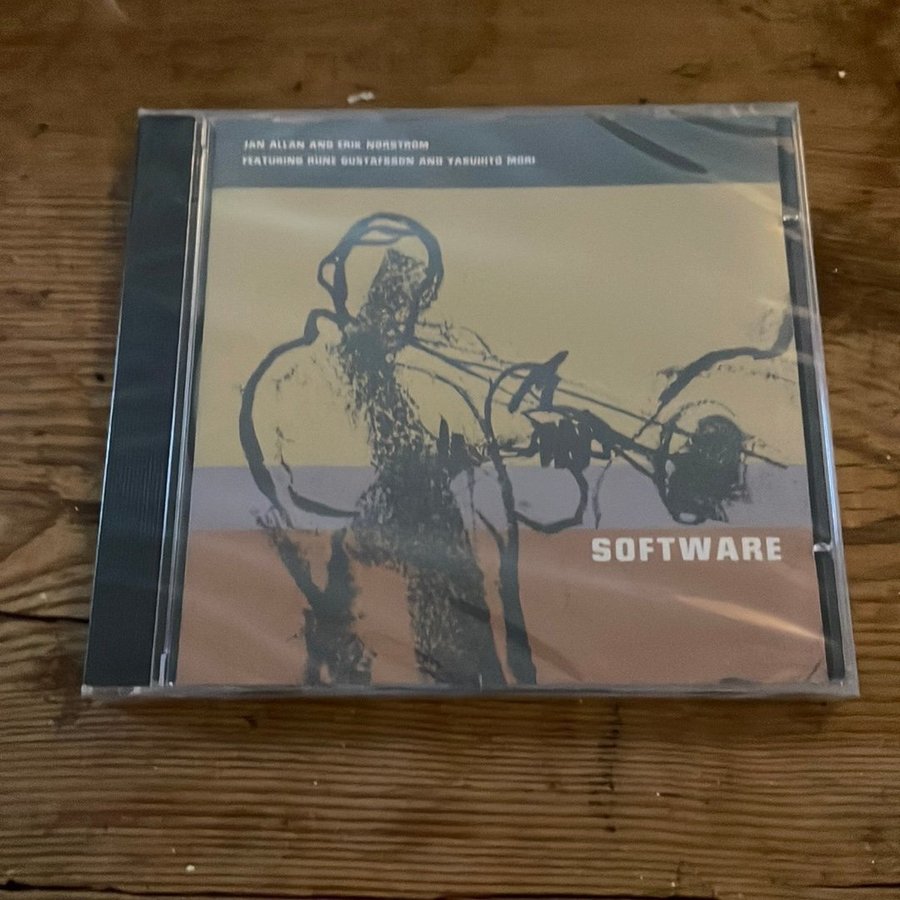 JAN ALLAN AND ERIK NORSTRÖM
FEATURING RUNE GUSTAFSSON AND YASUHITO MORI
SOFTWARE